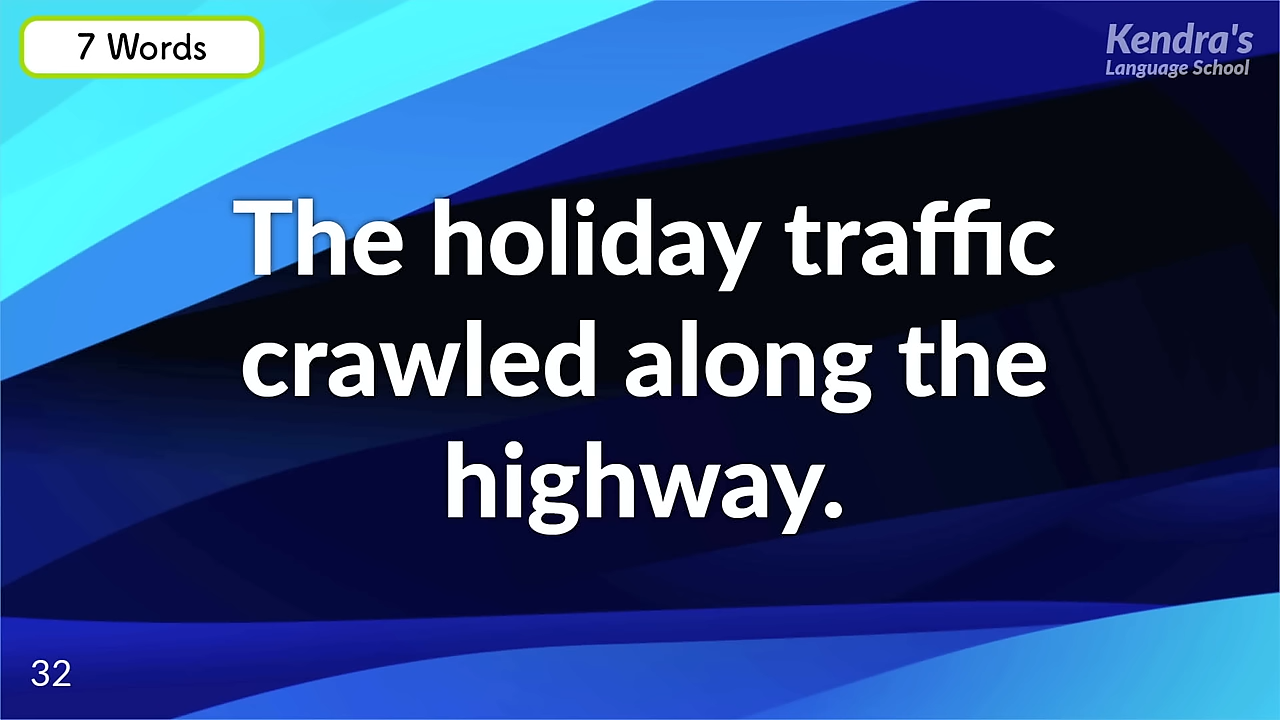 7 Words
Kendra's
Language School
The holiday traffic
crawled along the
highway.
32